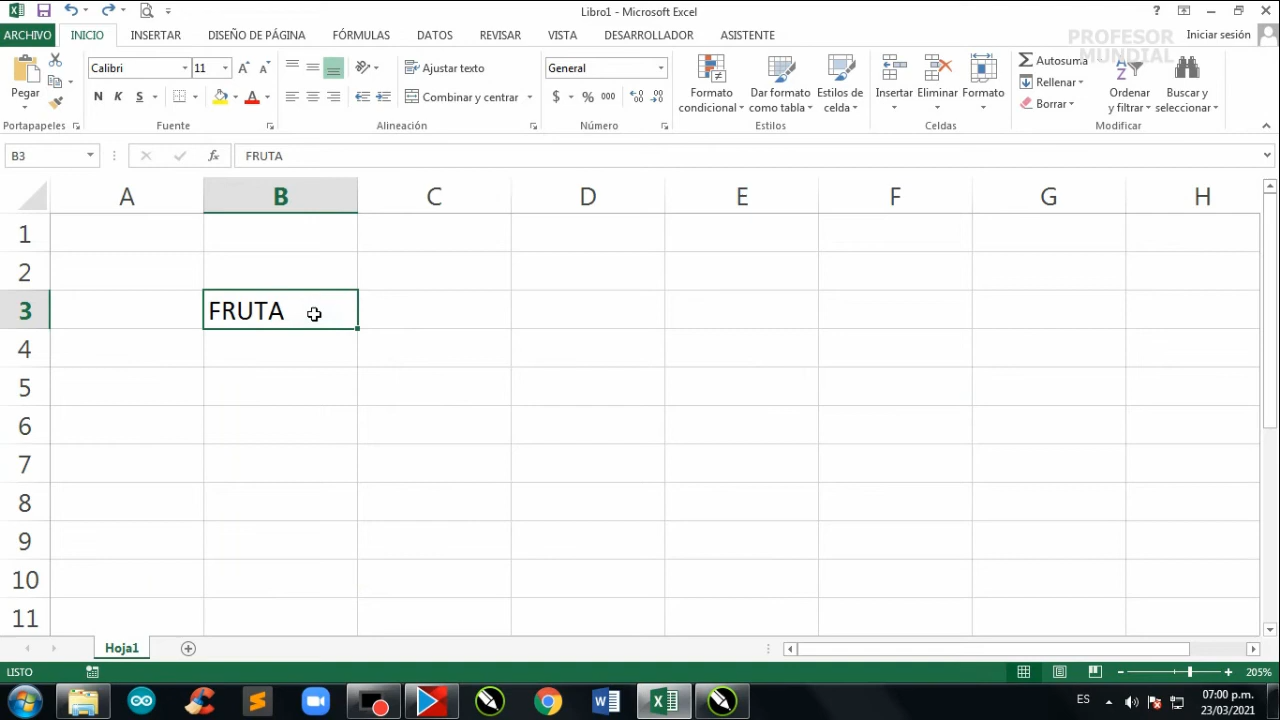 Libro1 - Microsoft Excel
?
ARCHIVO INICIO INSERTAR DISEÑO DE PÁGINA FÓRMULAS DATOS REVISAR VISTA DESARROLLADOR ASISTENTE Iniciar sesión
PROFESOR
MUNDIAL
Calibri 11 Ajustar texto General Autosuma
Rellenar
Pegar N K S Combinar y centrar $ % 000 Formato Dar formato Estilos de Insertar Eliminar Formato Borrar Ordenar Buscar y
condicional como tabla celda y filtrar seleccionar
Portapapeles Fuente Alineación Número Estilos Celdas Modificar
B3 fx FRUTA
A B C D E F G H
1
2
3 FRUTA
4
5
6
7
8
9
10
11
Hoja1
LISTO 205%
ES 07:00 p.m.
23/03/2021